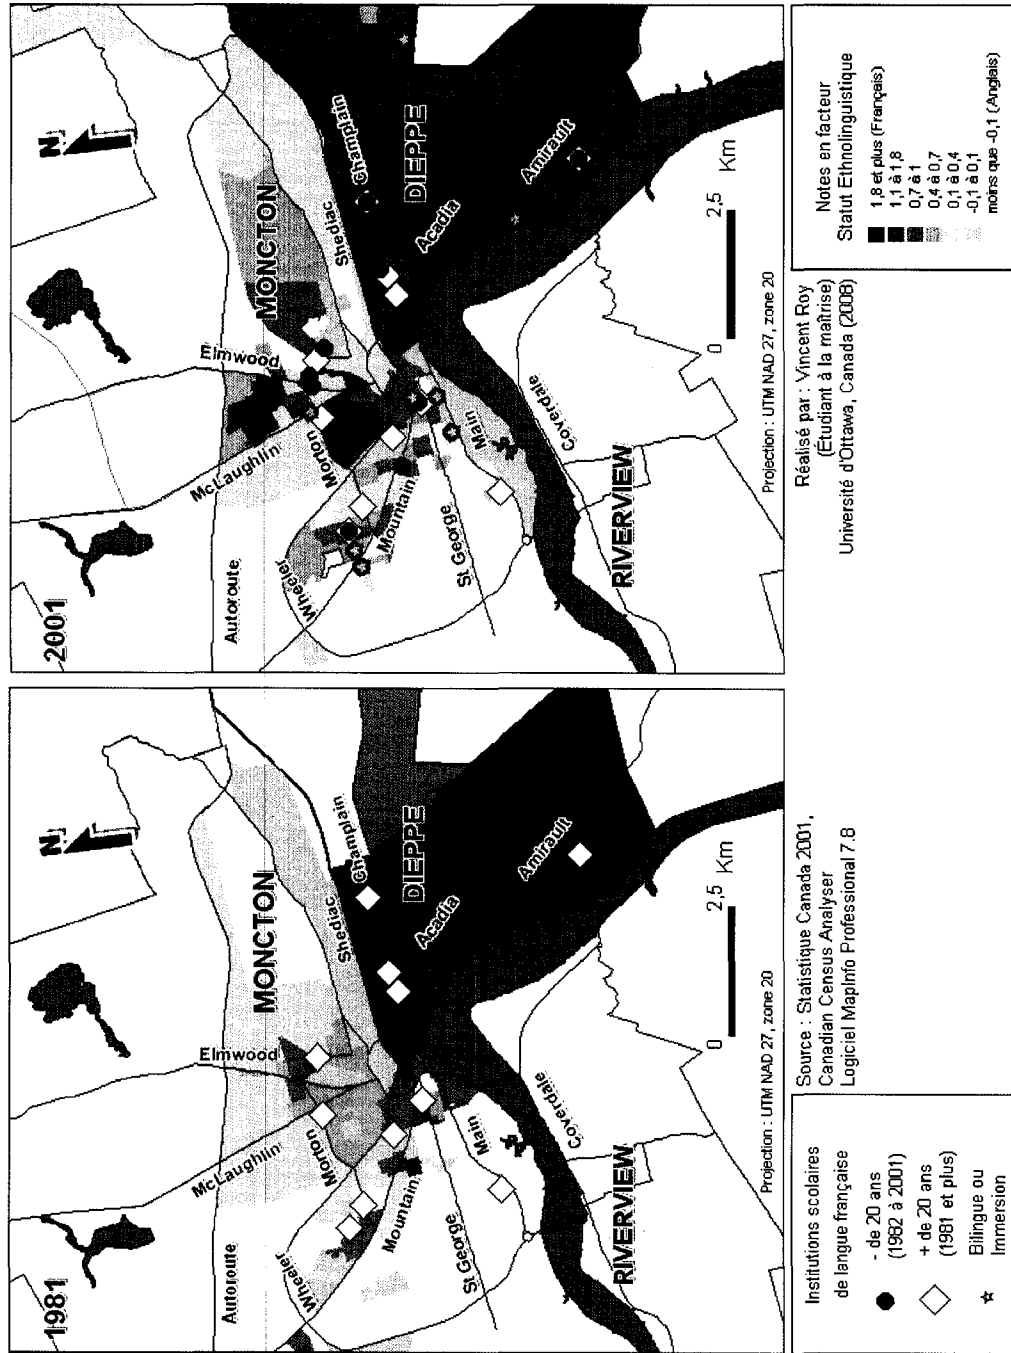 1981
N
MONCTON
Autoroute
McLaughlin
Elmwood
Wheeler
Morton
Shediac
Champlain
Mountain
DIEPPE
Acadia
St George
Main
Amirault
Coverdale
RIVERVIEW
0
2,5
Km
Projection : UTM NAD 27, zone 20
2001
N
MONCTON
Autoroute
McLaughlin
Elmwood
Wheeler
Morton
Shediac
Champlain
Mountain
DIEPPE
Acadia
St George
Main
Amirault
Coverdale
RIVERVIEW
0
2,5
Km
Projection : UTM NAD 27, zone 20
Institutions scolaires
de langue française
- de 20 ans
(1982 à 2001)
+ de 20 ans
(1981 et plus)
Bilingue ou
Immersion
Source : Statistique Canada 2001,
Canadian Census Analyser
Logiciel MapInfo Professional 7.8
Réalisé par : Vincent Roy
(Étudiant à la maîtrise)
Université d'Ottawa, Canada (2008)
Notes en facteur
Statut Ethnolinguistique
1,8 et plus (Français)
1,1 à 1,8
0,7 à 1
0,4 à 0,7
0,1 à 0,4
-0,1 à 0,1
moins que -0,1 (Anglais)